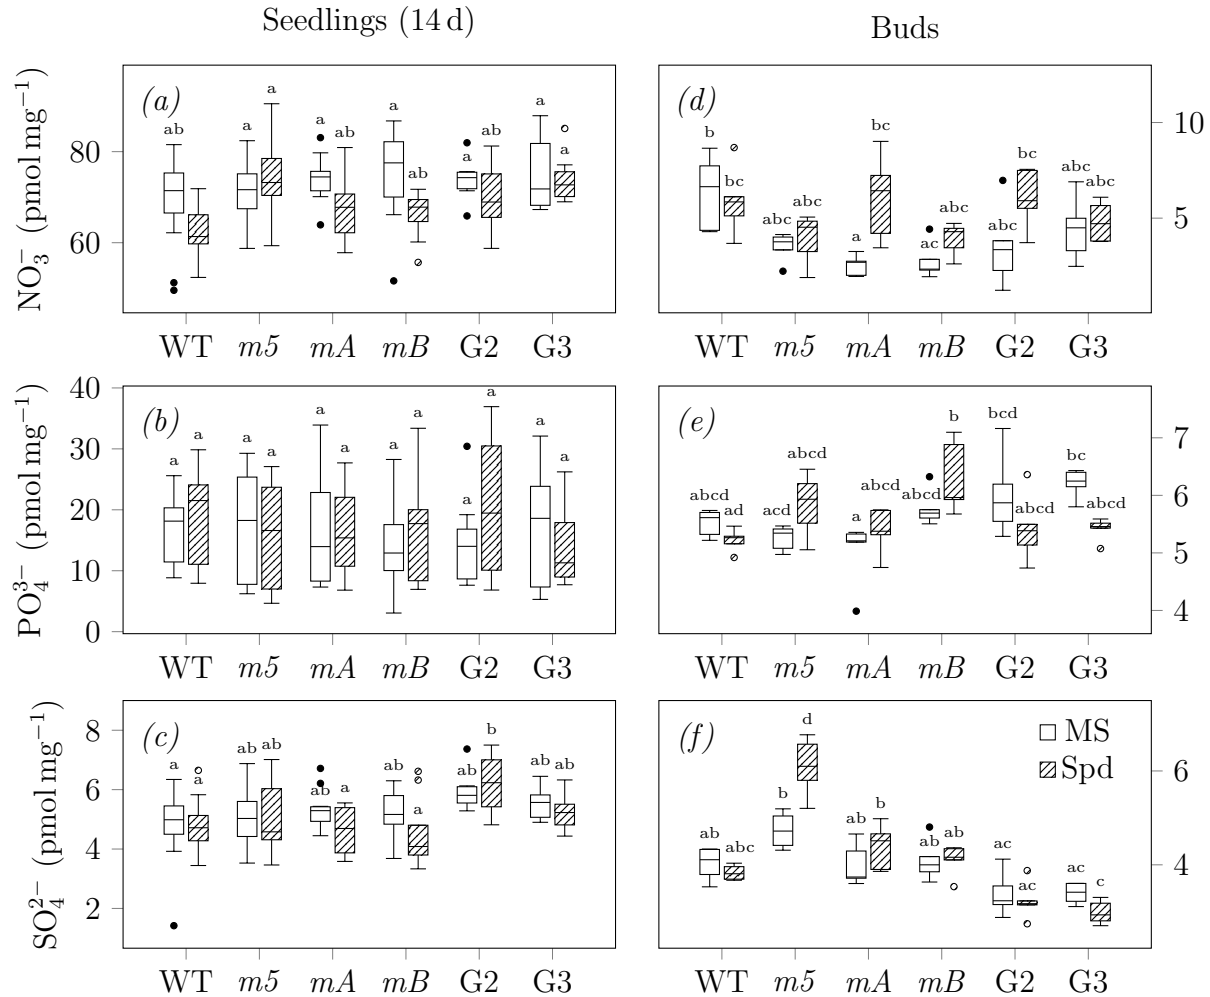 Seedlings (14 d)
Buds
NO₃⁻ (pmol mg⁻¹)
(a)
80
60
ab a a ab a ab a ab a ab a a
WT m5 mA mB G2 G3
(d)
10
5
b bc abc abc a bc ac abc abc bc abc abc
WT m5 mA mB G2 G3
PO₄³⁻ (pmol mg⁻¹)
(b)
40
30
20
10
0
a a a a a a a a a a a a
WT m5 mA mB G2 G3
(e)
7
6
5
4
abcd ad acd abcd a abcd abcd b bcd abcd bc abcd
WT m5 mA mB G2 G3
SO₄²⁻ (pmol mg⁻¹)
(c)
8
6
4
2
a a ab ab ab a ab a ab b ab ab
WT m5 mA mB G2 G3
(f)
MS
Spd
6
4
ab abc b d ab b ab ab ac ac ac c
WT m5 mA mB G2 G3